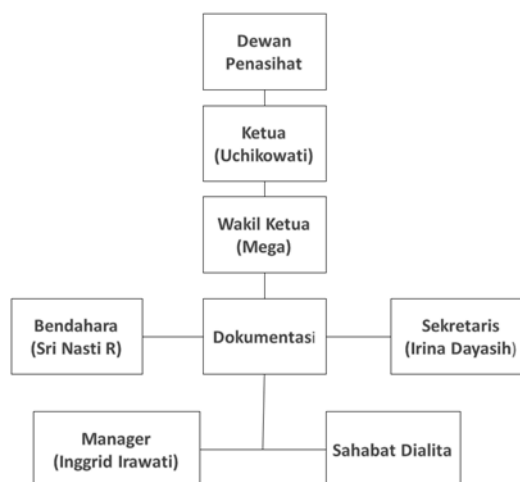 Dewan
Penasihat
Ketua
(Uchikowati)
Wakil Ketua
(Mega)
Bendahara
(Sri Nasti R)
Dokumentasi
Sekretaris
(Irina Dayasih)
Manager
(Inggrid Irawati)
Sahabat Dialita